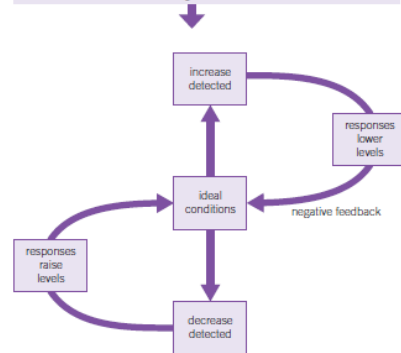 increase
detected
responses
lower
levels
ideal
conditions
negative feedback
responses
raise
levels
decrease
detected